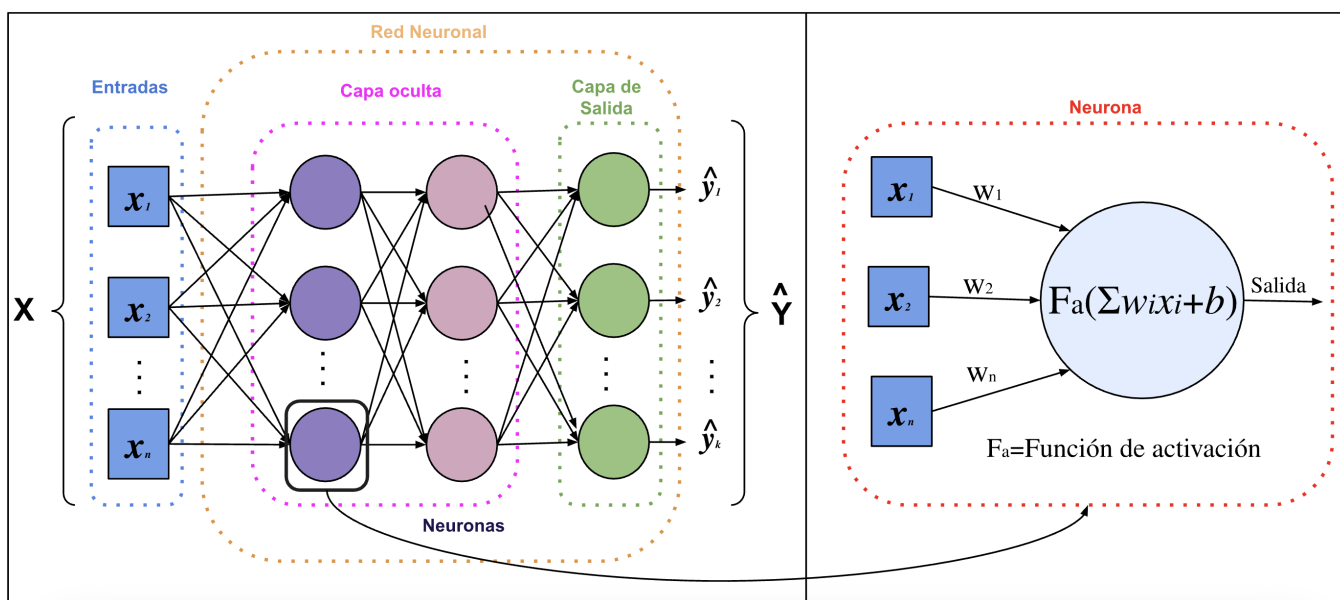 Red Neuronal
Entradas
Capa oculta
Capa de
Salida
X
x1
x2
xn
ŷ1
ŷ2
ŷk
Ŷ
Neuronas
Neurona
x1
x2
xn
W1
W2
Wn
Fa(Σwixi+b)
Salida
Fa=Función de activación